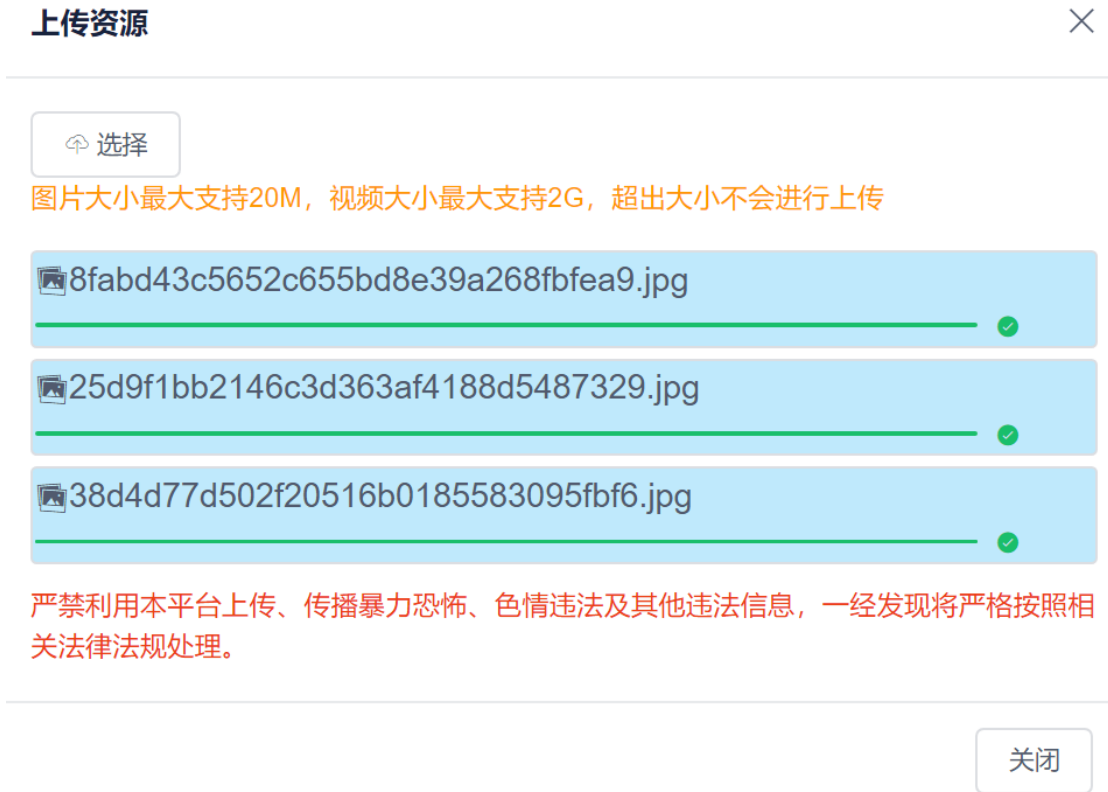 上传资源
选择
图片大小最大支持20M，视频大小最大支持2G，超出大小不会进行上传
8fabd43c5652c655bd8e39a268fbfea9.jpg
25d9f1bb2146c3d363af4188d5487329.jpg
38d4d77d502f20516b0185583095fbf6.jpg
严禁利用本平台上传、传播暴力恐怖、色情违法及其他违法信息，一经发现将严格按照相
关法律法规处理。
关闭